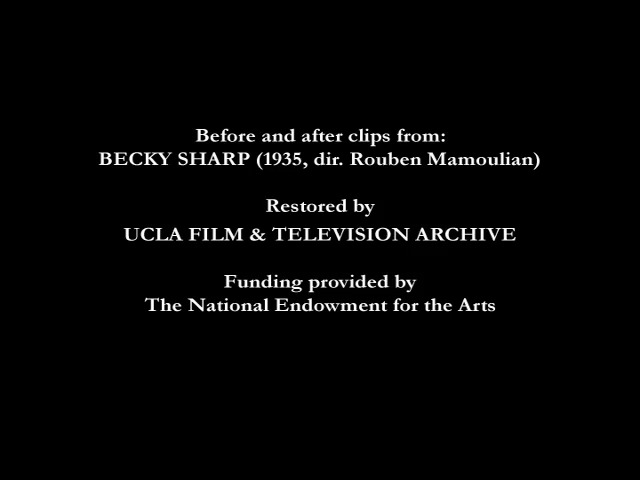 Before and after clips from:
BECKY SHARP (1935, dir. Rouben Mamoulian)
Restored by
UCLA FILM & TELEVISION ARCHIVE
Funding provided by
The National Endowment for the Arts